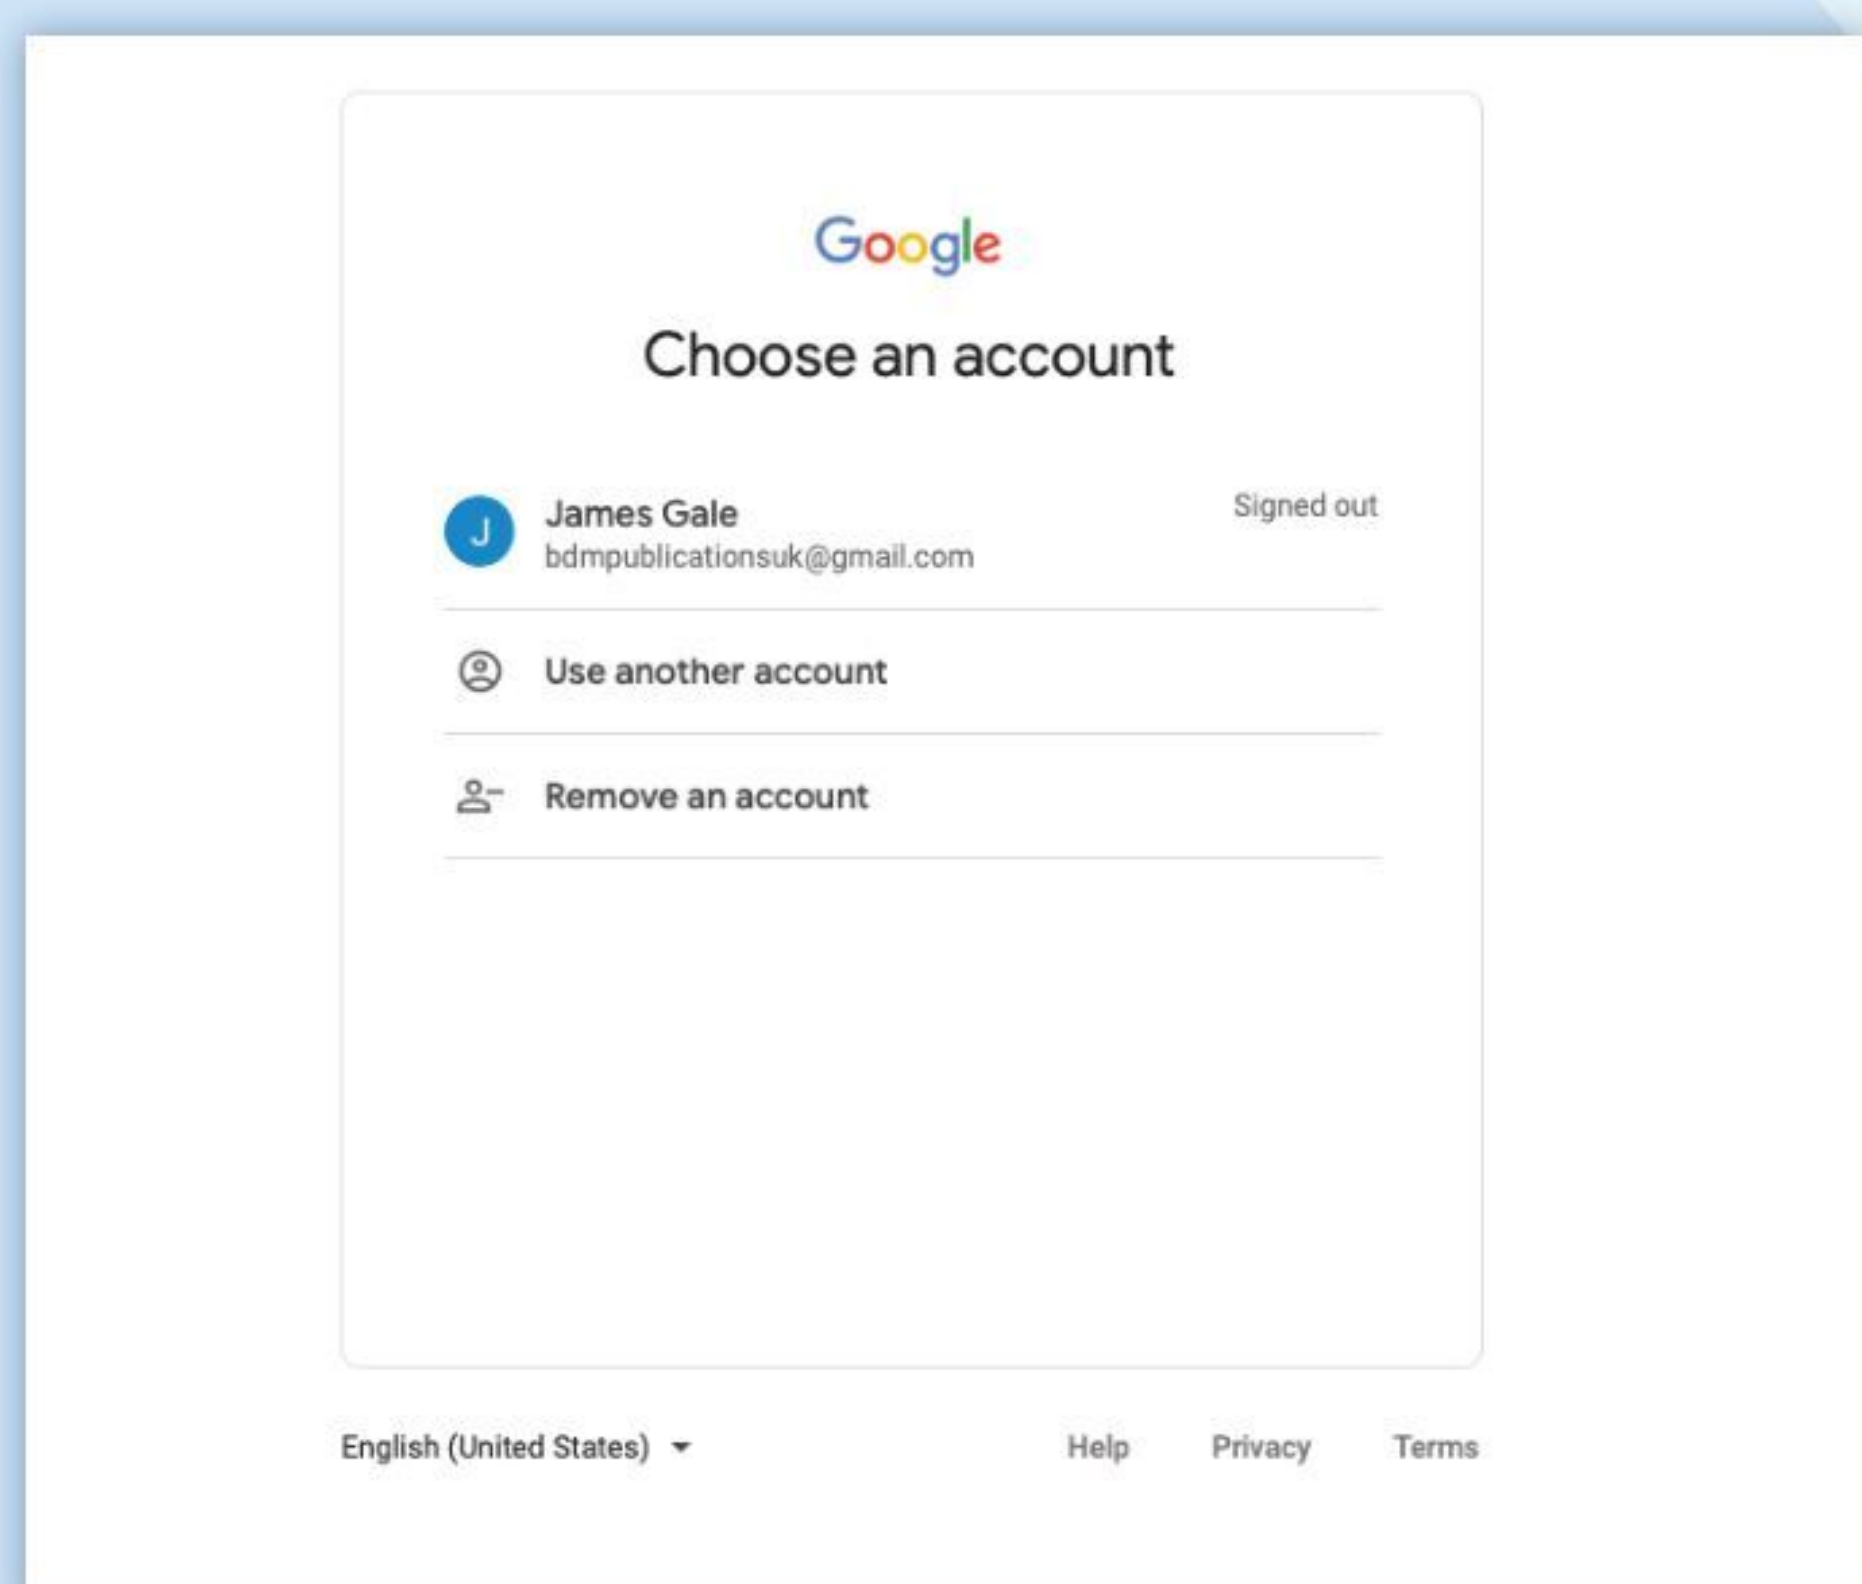 Google
Choose an account
J
James Gale
Signed out
bdmpublicationsuk@gmail.com
Use another account
Remove an account
English (United States)
Help
Privacy
Terms